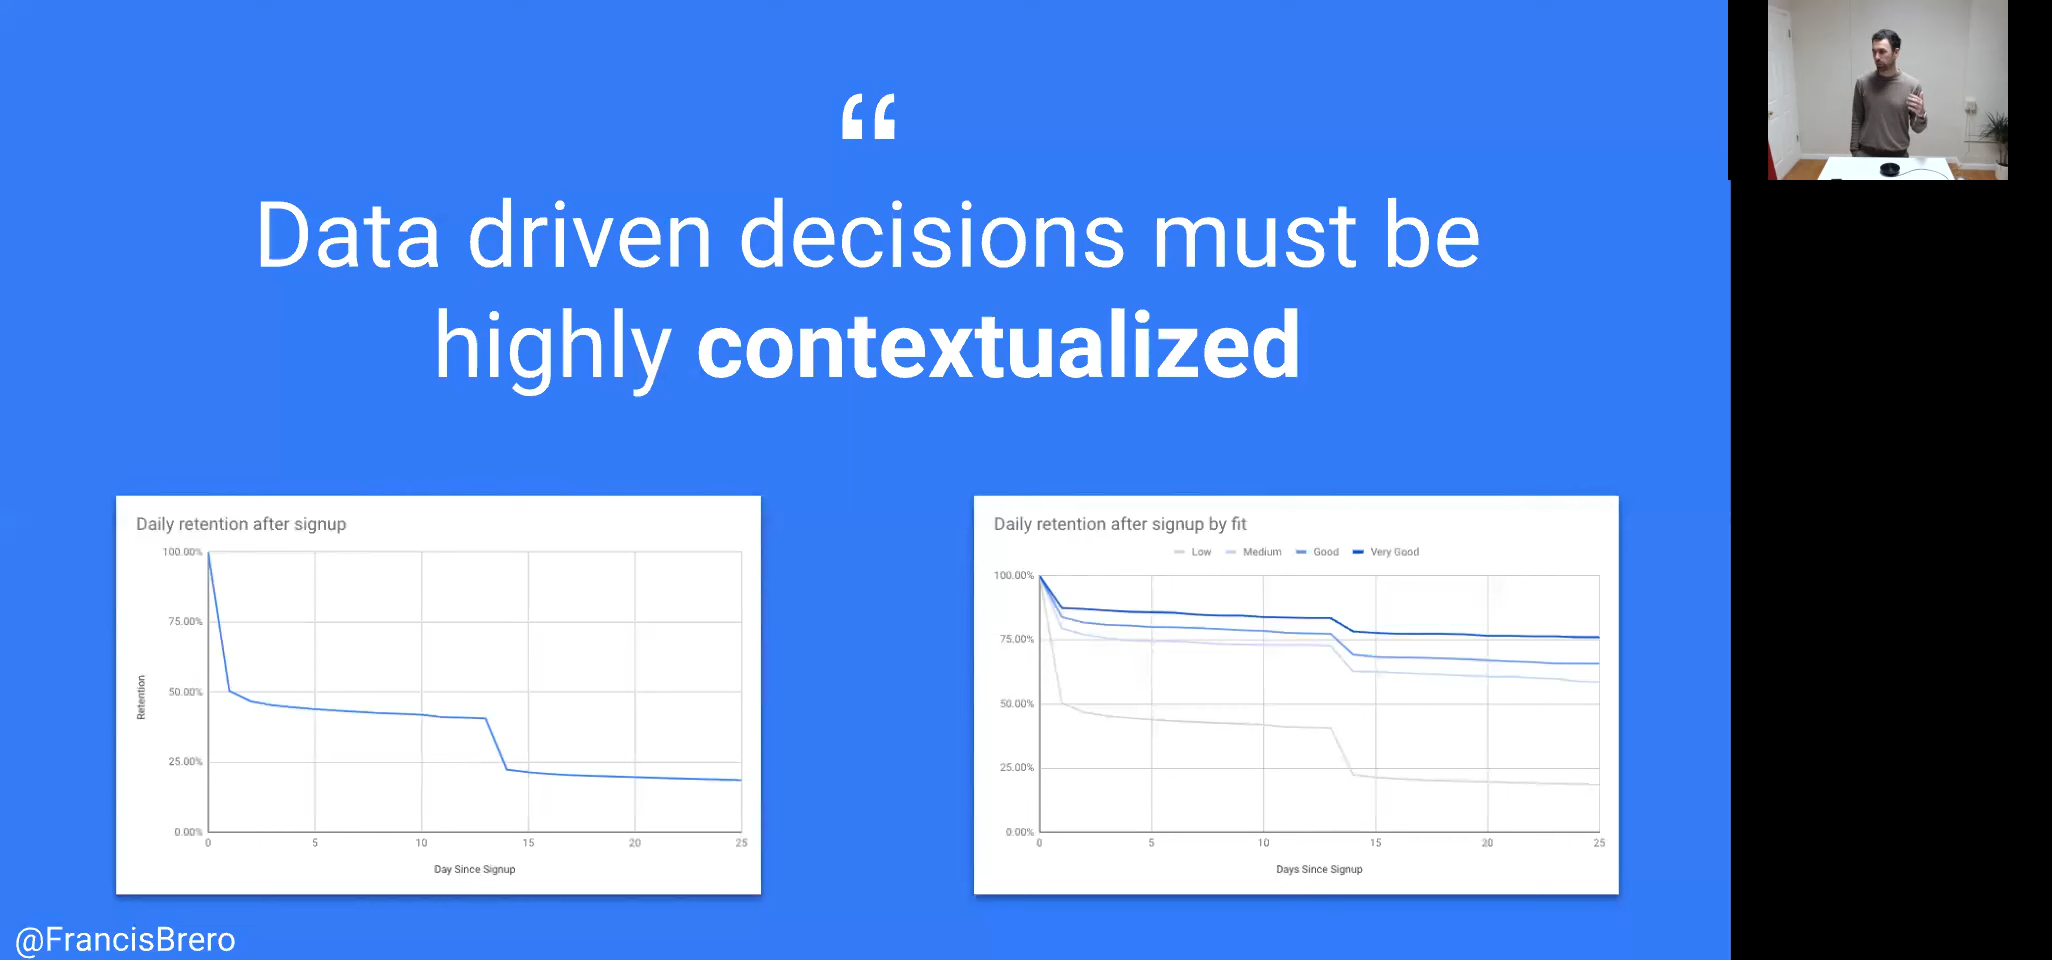 “
Data driven decisions must be
highly contextualized
Daily retention after signup
100.00%
75.00%
50.00%
25.00%
0.00%
Retention
0 5 10 15 20 25
Day Since Signup
Daily retention after signup by fit
Low Medium Good Very Good
100.00%
75.00%
50.00%
25.00%
0.00%
0 5 10 15 20 25
Days Since Signup
@FrancisBrero